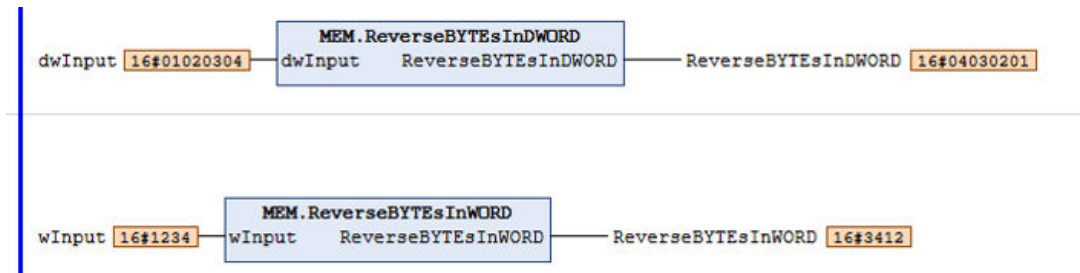 MEM.ReverseBYTEsInDWORD
dwInput 16#01020304 dwInput ReverseBYTEsInDWORD ReverseBYTEsInDWORD 16#04030201
MEM.ReverseBYTEsInWORD
wInput 16#1234 wInput ReverseBYTEsInWORD ReverseBYTEsInWORD 16#3412